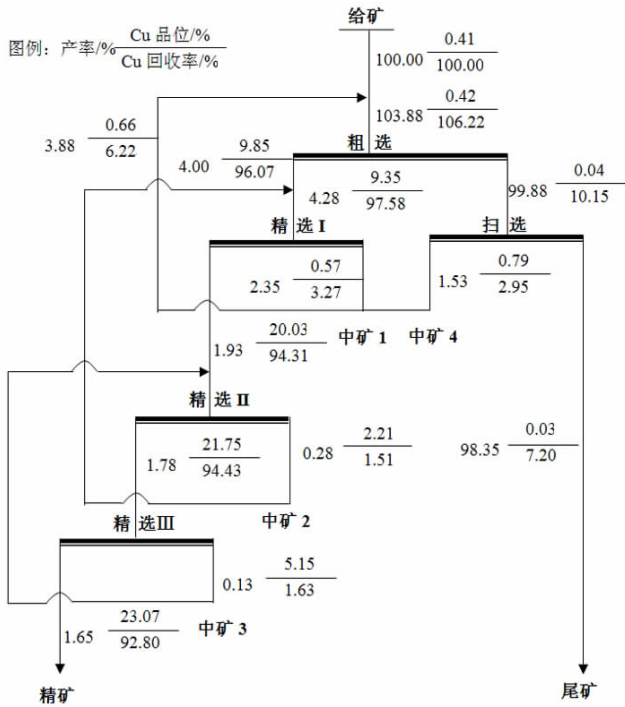 给矿
图例：产率/% Cu 品位/% Cu 回收率/%
100.00 0.41 100.00
103.88 0.42 106.22
3.88 0.66 6.22
粗 选
4.00 9.85 96.07
4.28 9.35 97.58
99.88 0.04 10.15
精 选 I
扫 选
2.35 0.57 3.27
1.53 0.79 2.95
中矿 1
中矿 4
1.93 20.03 94.31
精 选 II
1.78 21.75 94.43
0.28 2.21 1.51
98.35 0.03 7.20
中矿 2
精 选Ⅲ
0.13 5.15 1.63
1.65 23.07 92.80
中矿 3
精矿
尾矿